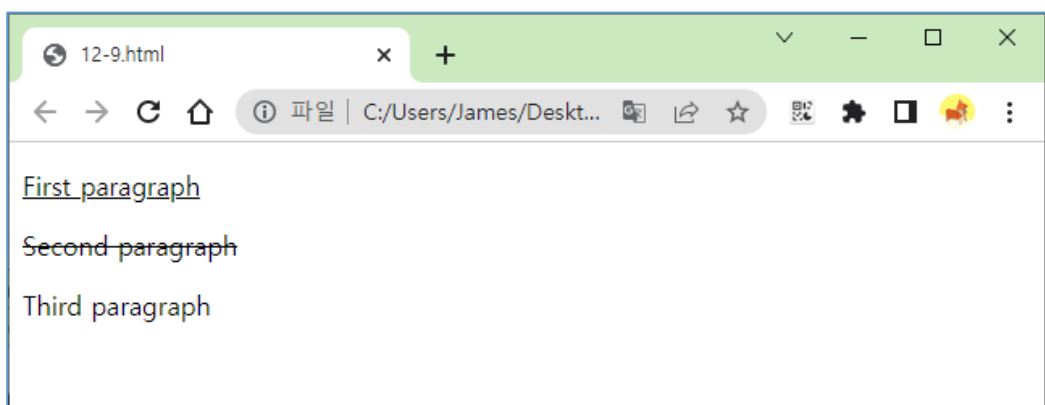 12-9.html
파일 C:/Users/James/Deskt...
First paragraph
Second paragraph
Third paragraph